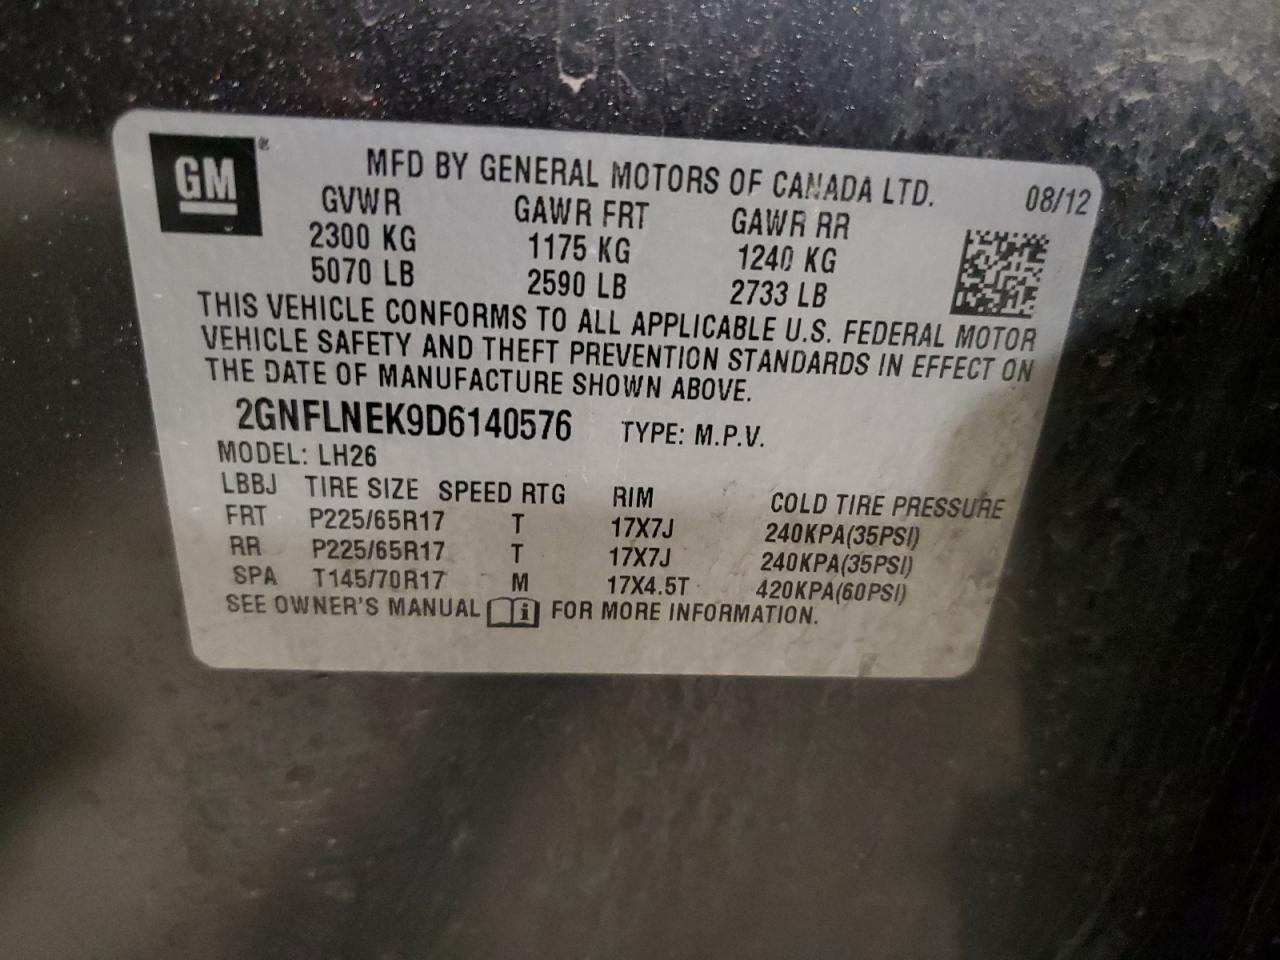 GM®
MFD BY GENERAL MOTORS OF CANADA LTD. 08/12
GVWR GAWR FRT GAWR RR
2300 KG 1175 KG 1240 KG
5070 LB 2590 LB 2733 LB
THIS VEHICLE CONFORMS TO ALL APPLICABLE U.S. FEDERAL MOTOR
VEHICLE SAFETY AND THEFT PREVENTION STANDARDS IN EFFECT ON
THE DATE OF MANUFACTURE SHOWN ABOVE.
2GNFLNEK9D6140576 TYPE: M.P.V.
MODEL: LH26
LBBJ TIRE SIZE SPEED RTG RIM COLD TIRE PRESSURE
FRT P225/65R17 T 17X7J 240KPA(35PSI)
RR P225/65R17 T 17X7J 240KPA(35PSI)
SPA T145/70R17 M 17X4.5T 420KPA(60PSI)
SEE OWNER'S MANUAL i FOR MORE INFORMATION.